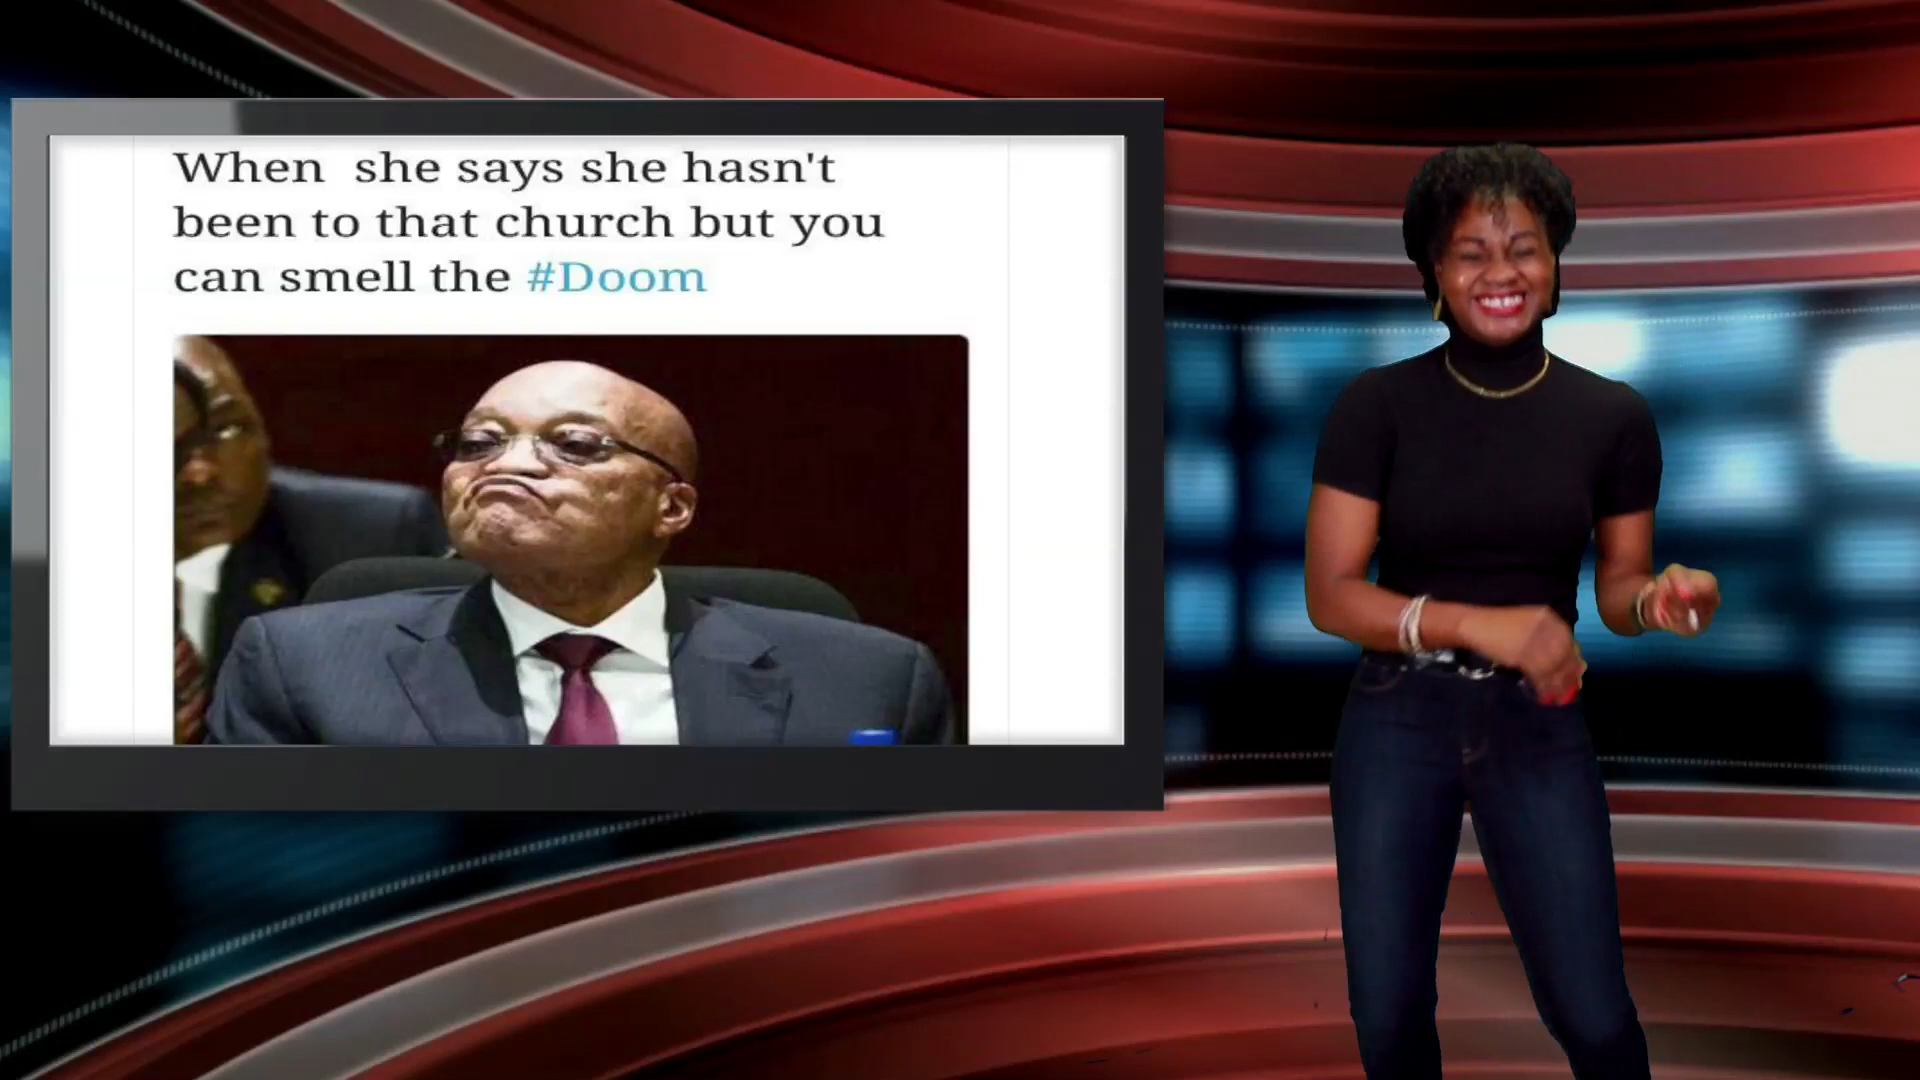 When she says she hasn't
been to that church but you
can smell the #Doom